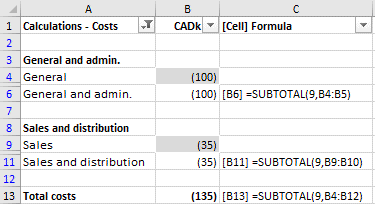 A B C
1 Calculations - Costs CADk [Cell] Formula
2
3 General and admin.
4 General (100)
6 General and admin. (100) [B6] =SUBTOTAL(9,B4:B5)
7
8 Sales and distribution
9 Sales (35)
11 Sales and distribution (35) [B11] =SUBTOTAL(9,B9:B10)
12
13 Total costs (135) [B13] =SUBTOTAL(9,B4:B12)